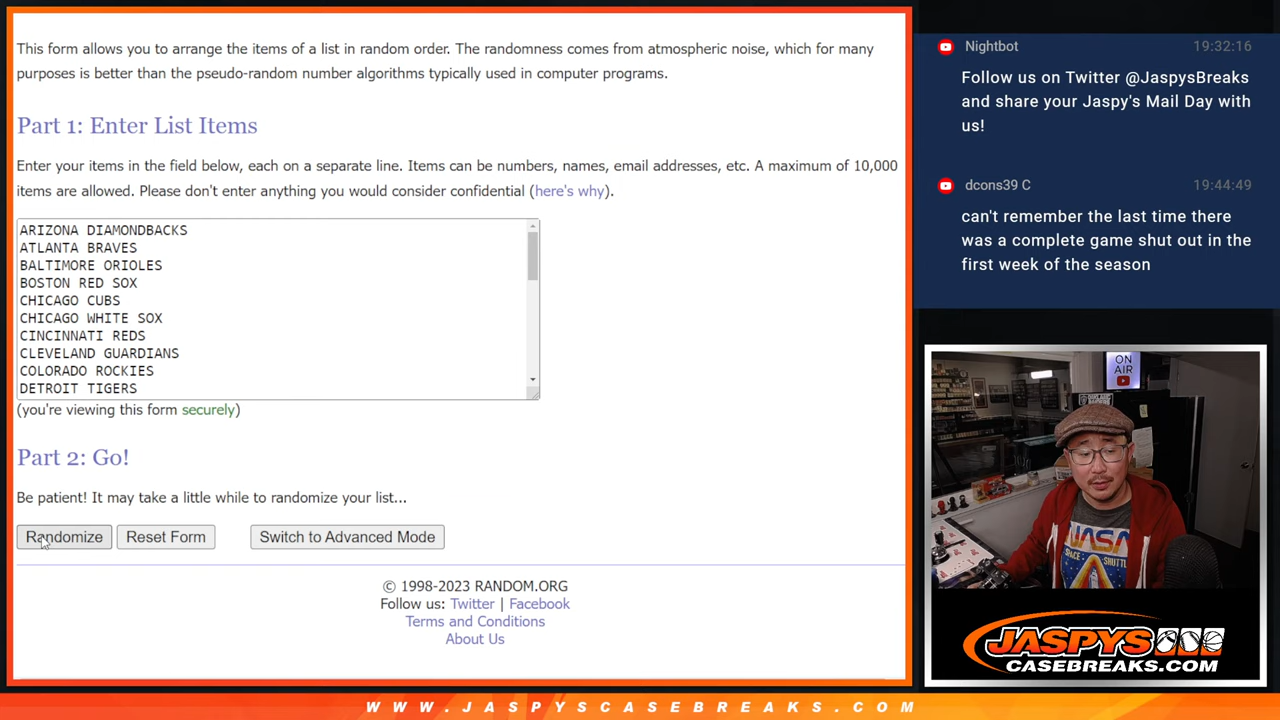 This form allows you to arrange the items of a list in random order. The randomness comes from atmospheric noise, which for many
purposes is better than the pseudo-random number algorithms typically used in computer programs.
Part 1: Enter List Items
Enter your items in the field below, each on a separate line. Items can be numbers, names, email addresses, etc. A maximum of 10,000
items are allowed. Please don't enter anything you would consider confidential (here's why).
ARIZONA DIAMONDBACKS
ATLANTA BRAVES
BALTIMORE ORIOLES
BOSTON RED SOX
CHICAGO CUBS
CHICAGO WHITE SOX
CINCINNATI REDS
CLEVELAND GUARDIANS
COLORADO ROCKIES
DETROIT TIGERS
(you're viewing this form securely)
Part 2: Go!
Be patient! It may take a little while to randomize your list...
Randomize Reset Form Switch to Advanced Mode
© 1998-2023 RANDOM.ORG
Follow us: Twitter | Facebook
Terms and Conditions
About Us
Nightbot 19:32:16
Follow us on Twitter @JaspysBreaks
and share your Jaspy's Mail Day with
us!
dcons39 C 19:44:49
can't remember the last time there
was a complete game shut out in the
first week of the season
ON
AIR
NASA
SPACE SHUTTLE
JASPYS
CASEBREAKS.COM
WWW.JASPYSCASEBREAKS.COM